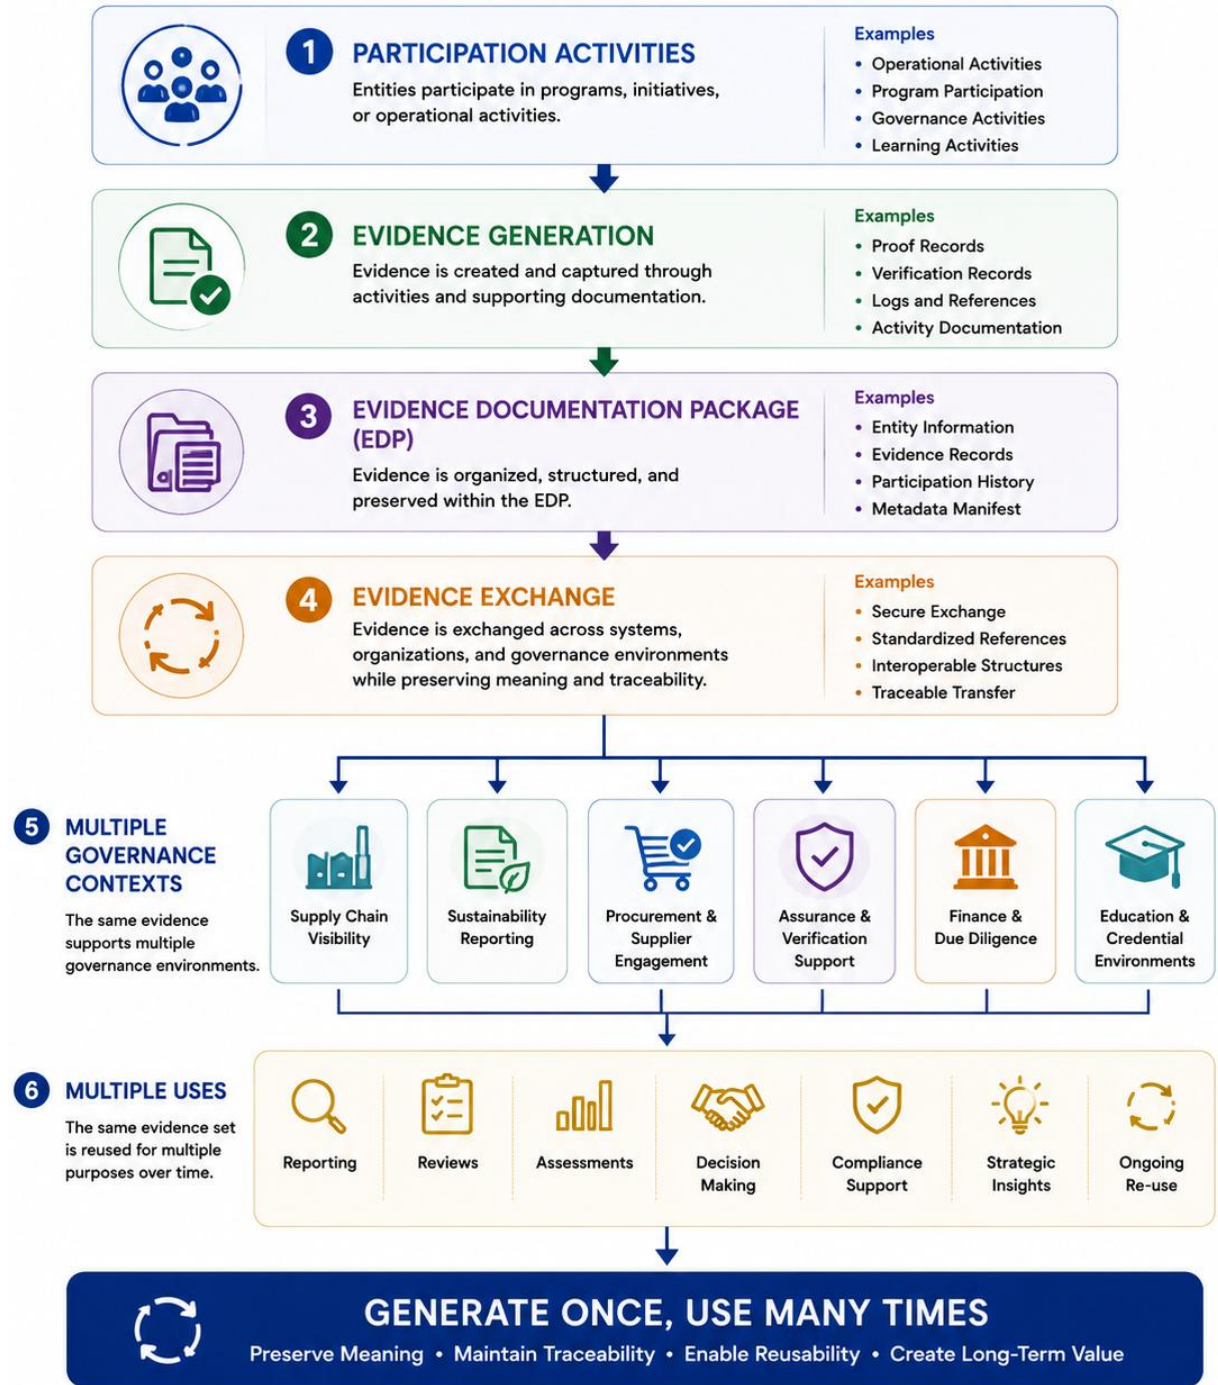 1
PARTICIPATION ACTIVITIES
Entities participate in programs, initiatives,
or operational activities.
Examples
• Operational Activities
• Program Participation
• Governance Activities
• Learning Activities
2
EVIDENCE GENERATION
Evidence is created and captured through
activities and supporting documentation.
Examples
• Proof Records
• Verification Records
• Logs and References
• Activity Documentation
3
EVIDENCE DOCUMENTATION PACKAGE
(EDP)
Evidence is organized, structured, and
preserved within the EDP.
Examples
• Entity Information
• Evidence Records
• Participation History
• Metadata Manifest
4
EVIDENCE EXCHANGE
Evidence is exchanged across systems,
organizations, and governance environments
while preserving meaning and traceability.
Examples
• Secure Exchange
• Standardized References
• Interoperable Structures
• Traceable Transfer
5
MULTIPLE
GOVERNANCE
CONTEXTS
The same evidence
supports multiple
governance environments.
Supply Chain
Visibility
Sustainability
Reporting
Procurement &
Supplier
Engagement
Assurance &
Verification
Support
Finance &
Due Diligence
Education &
Credential
Environments
6
MULTIPLE USES
The same evidence set
is reused for multiple
purposes over time.
Reporting
Reviews
Assessments
Decision
Making
Compliance
Support
Strategic
Insights
Ongoing
Re-use
GENERATE ONCE, USE MANY TIMES
Preserve Meaning • Maintain Traceability • Enable Reusability • Create Long-Term Value